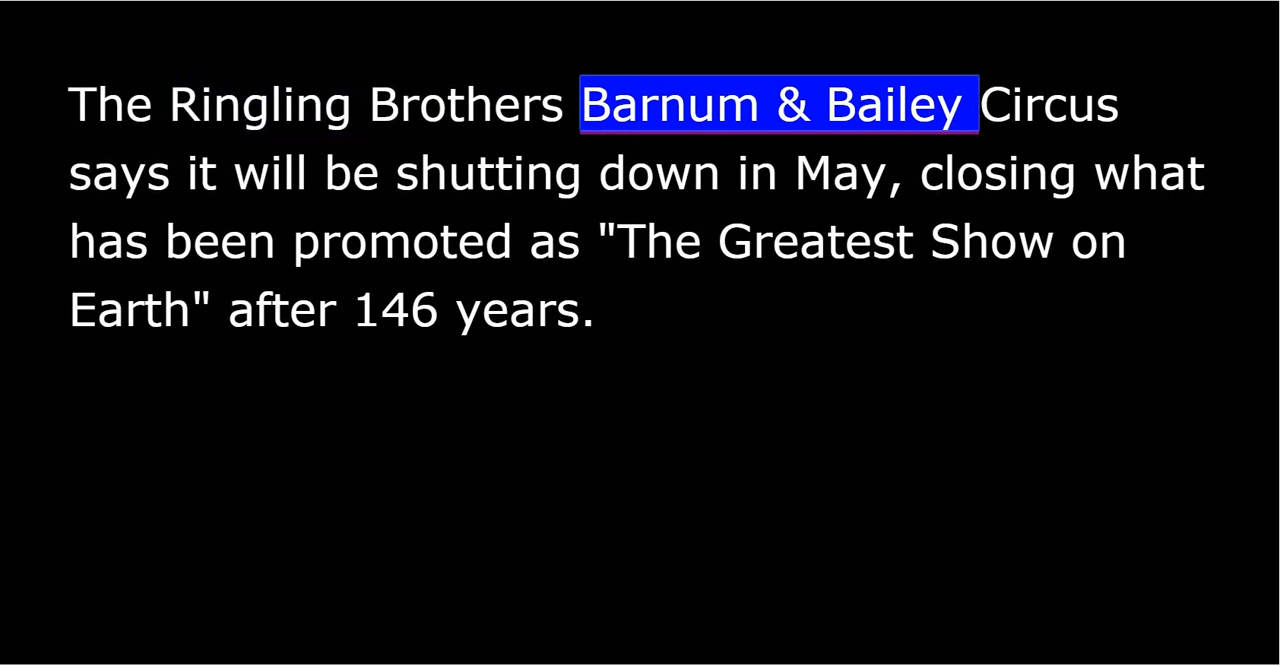 The Ringling Brothers Barnum & Bailey Circus
says it will be shutting down in May, closing what
has been promoted as "The Greatest Show on
Earth" after 146 years.